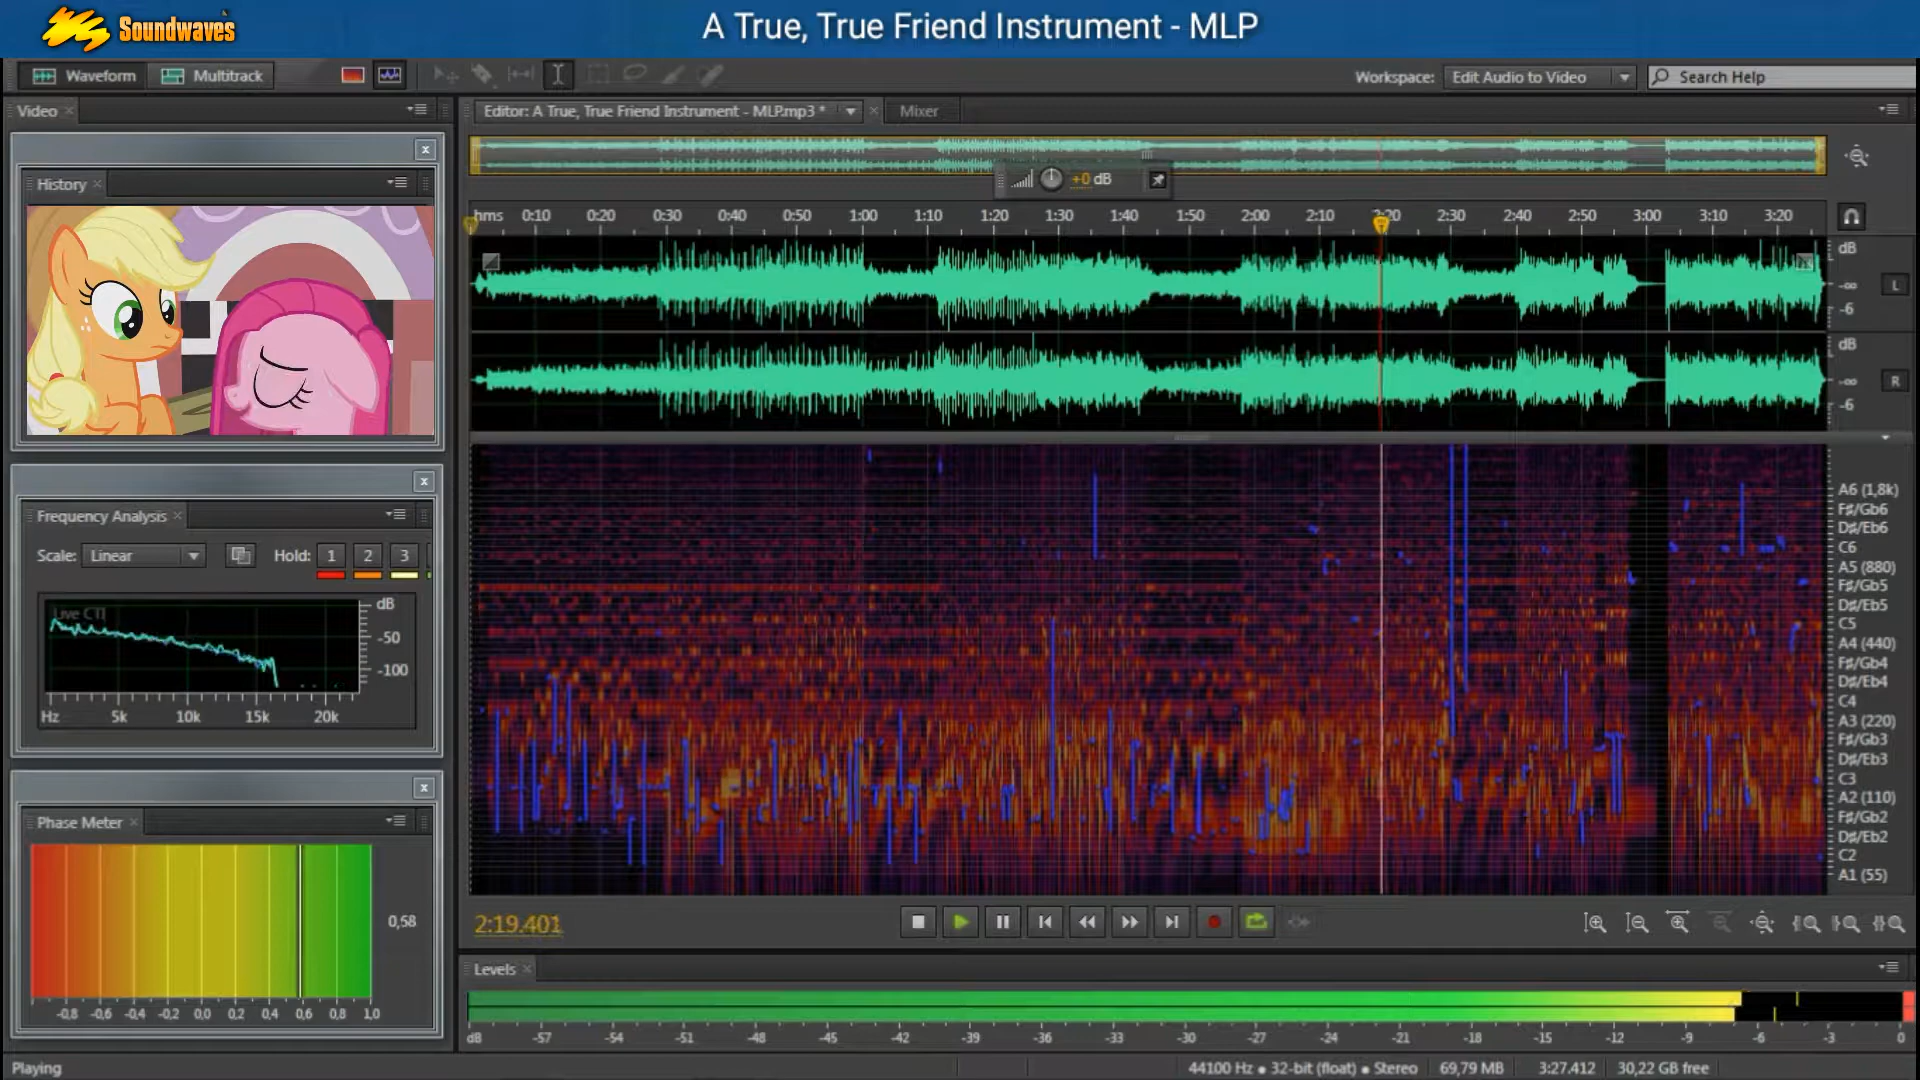 Soundwaves
A True, True Friend Instrument - MLP
Waveform
Multitrack
Workspace:
Edit Audio to Video
Search Help
Video
Editor: A True, True Friend Instrument - MLP.mp3 *
Mixer
History
+0 dB
hms 0:10 0:20 0:30 0:40 0:50 1:00 1:10 1:20 1:30 1:40 1:50 2:00 2:10 2:20 2:30 2:40 2:50 3:00 3:10 3:20
dB
-∞
-6
L
dB
-∞
-6
R
Frequency Analysis
Scale: Linear Hold: 1 2 3
Live CTI
dB
-50
-100
Hz 5k 10k 15k 20k
A6 (1,8k)
F♯/Gb6
D♯/Eb6
C6
A5 (880)
F♯/Gb5
D♯/Eb5
C5
A4 (440)
F♯/Gb4
D♯/Eb4
C4
A3 (220)
F♯/Gb3
D♯/Eb3
C3
A2 (110)
F♯/Gb2
D♯/Eb2
C2
A1 (55)
Phase Meter
0,58
-0,8 -0,6 -0,4 -0,2 0,0 0,2 0,4 0,6 0,8 1,0
2:19.401
Levels
dB -57 -54 -51 -48 -45 -42 -39 -36 -33 -30 -27 -24 -21 -18 -15 -12 -9 -6 -3 0
Playing
44100 Hz ● 32-bit (float) ● Stereo
69,79 MB
3:27.412
30,22 GB free